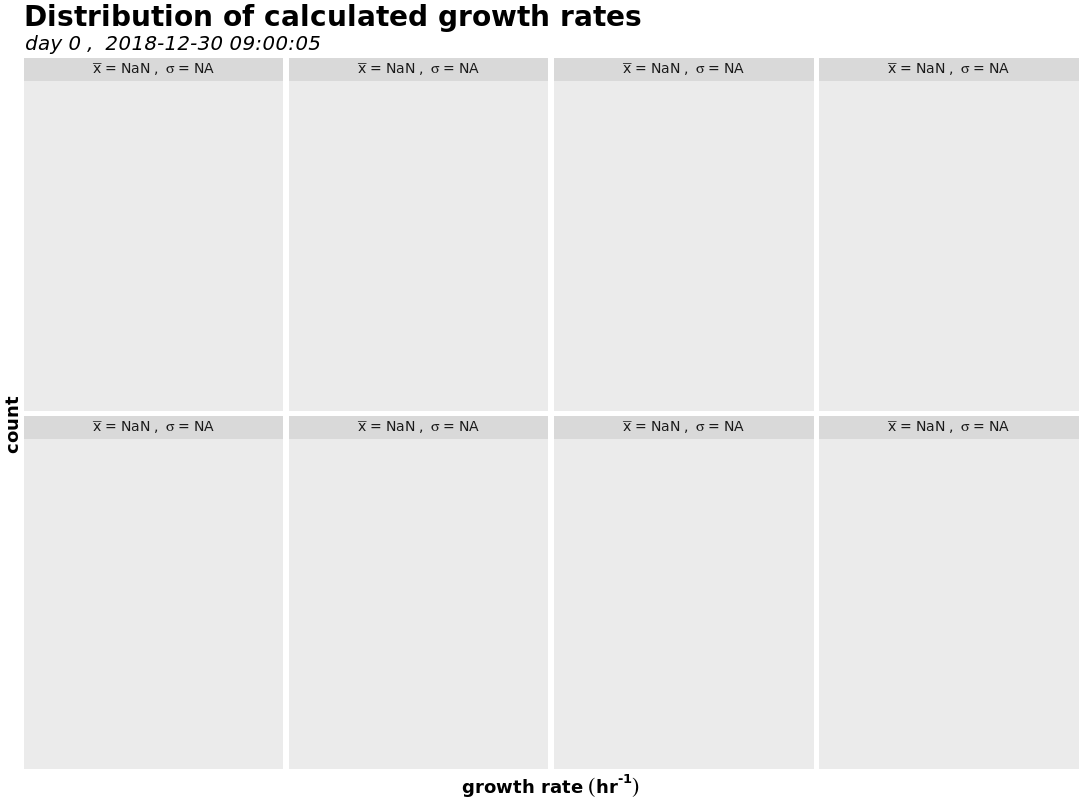 Distribution of calculated growth rates
day 0 ,  2018-12-30 09:00:05
x̅ = NaN ,  σ = NA
x̅ = NaN ,  σ = NA
x̅ = NaN ,  σ = NA
x̅ = NaN ,  σ = NA
count
x̅ = NaN ,  σ = NA
x̅ = NaN ,  σ = NA
x̅ = NaN ,  σ = NA
x̅ = NaN ,  σ = NA
growth rate (hr⁻¹)